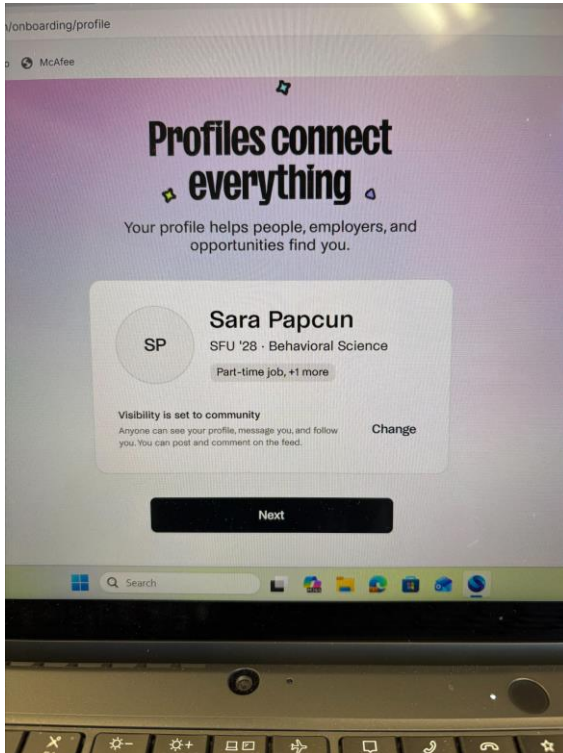 /onboarding/profile
McAfee
Profiles connect
everything
Your profile helps people, employers, and
opportunities find you.
SP
Sara Papcun
SFU '28 · Behavioral Science
Part-time job, +1 more
Visibility is set to community
Anyone can see your profile, message you, and follow
you. You can post and comment on the feed.
Change
Next
Search